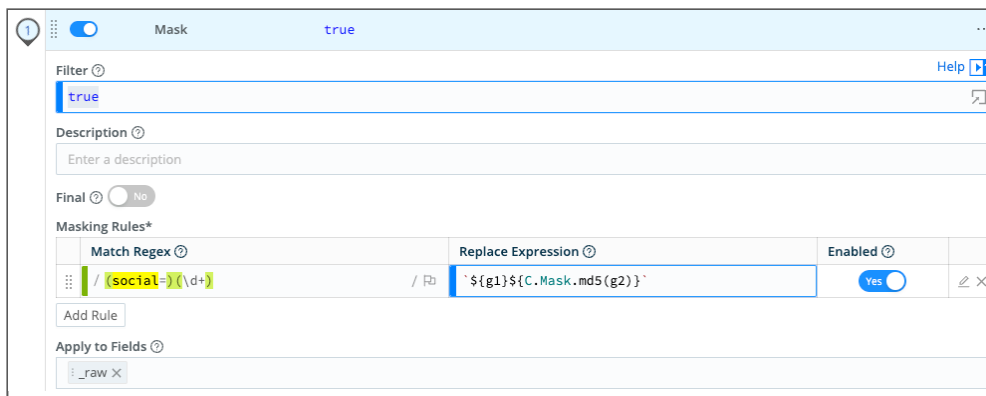 1 Mask true ..
Help
Filter
true
Description
Enter a description
Final No
Masking Rules*
Match Regex Replace Expression Enabled
/ (social=)(\d+) / `${g1}${C.Mask.md5(g2)}` Yes
Add Rule
Apply to Fields
_raw